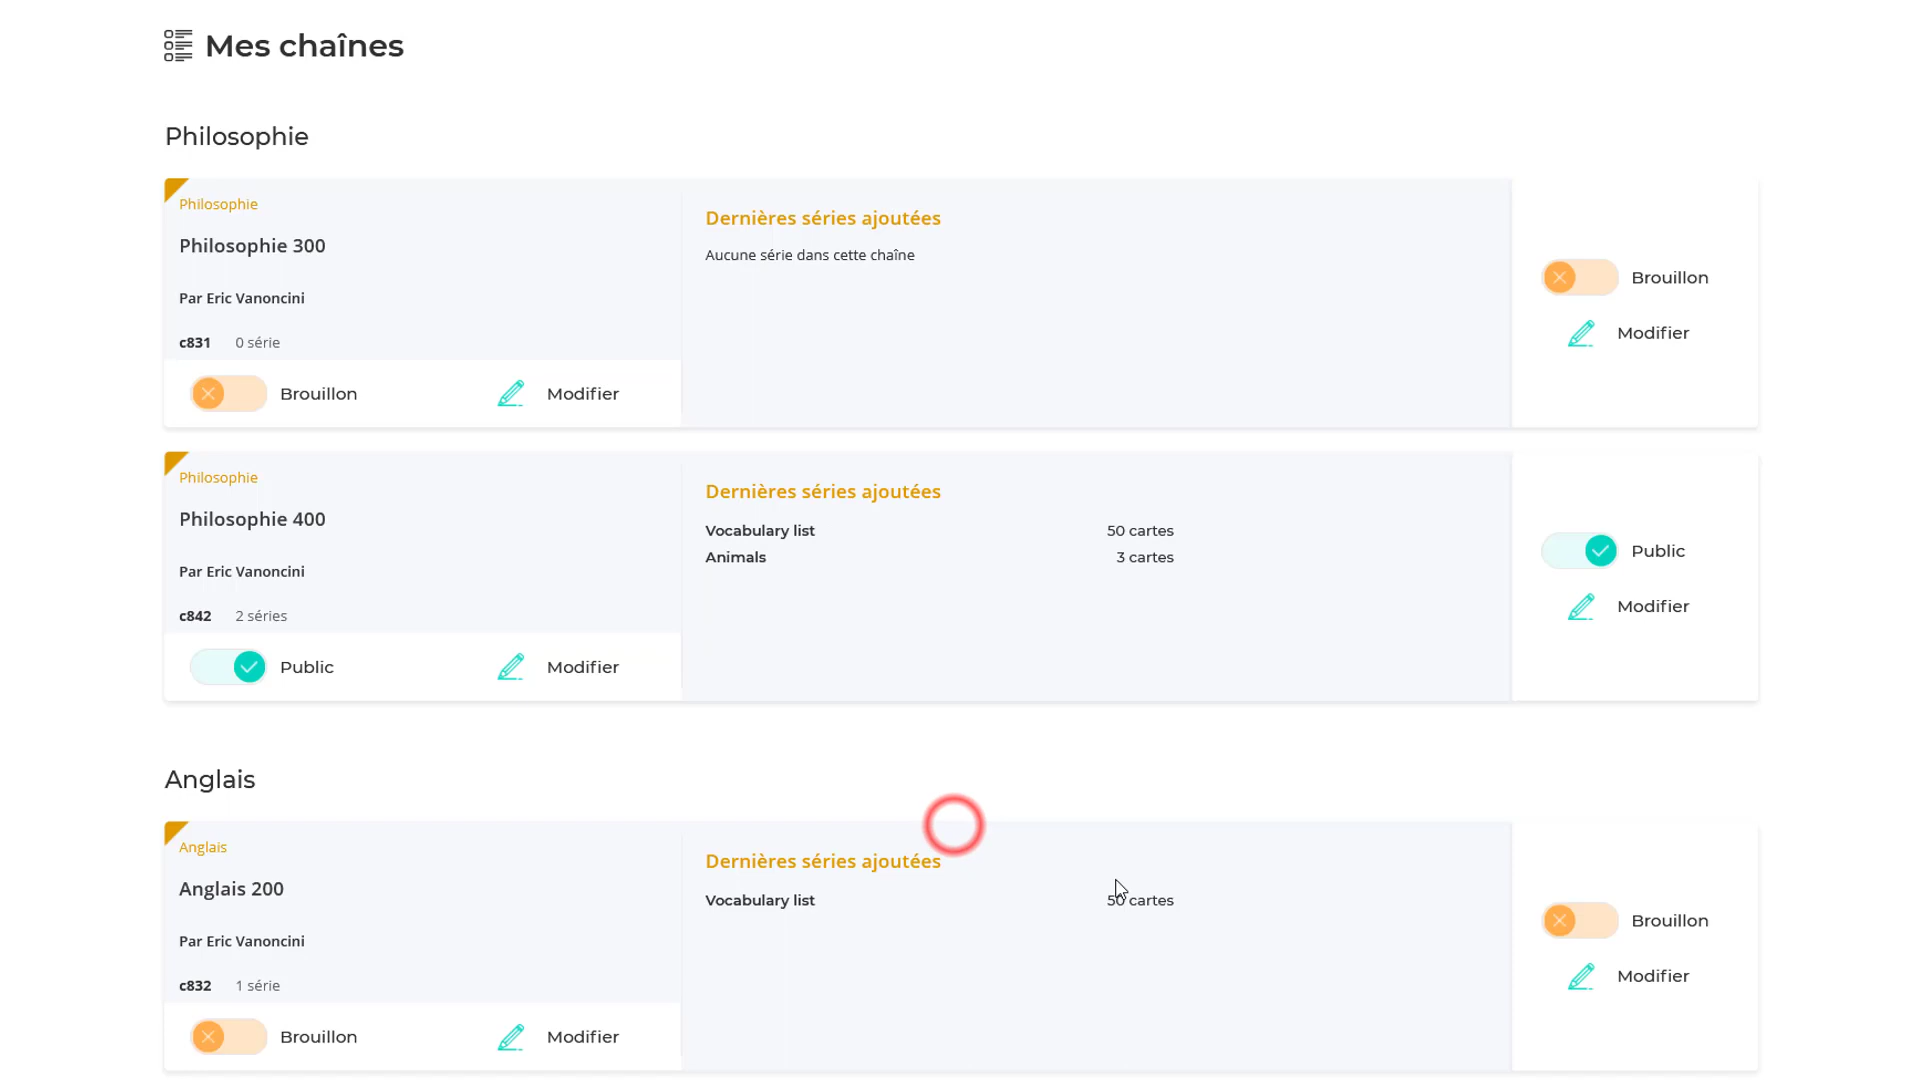 Mes chaînes
Philosophie
Philosophie
Philosophie 300
Par Eric Vanoncini
c831 0 série
Brouillon Modifier
Dernières séries ajoutées
Aucune série dans cette chaîne
Brouillon
Modifier
Philosophie
Philosophie 400
Par Eric Vanoncini
c842 2 séries
Public Modifier
Dernières séries ajoutées
Vocabulary list 50 cartes
Animals 3 cartes
Public
Modifier
Anglais
Anglais
Anglais 200
Par Eric Vanoncini
c832 1 série
Brouillon Modifier
Dernières séries ajoutées
Vocabulary list 50 cartes
Brouillon
Modifier